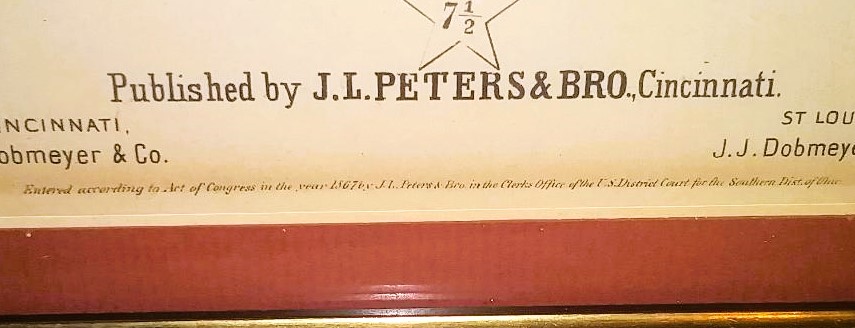 7 1/2
Published by J.L.PETERS & BRO., Cincinnati.
NCINNATI,
ST LOU
obmeyer & Co.
J.J. Dobmeye
Entered according to Act of Congress in the year 1867 by J.L. Peters & Bro. in the Clerks Office of the U.S. District Court for the Southern Dist. of Ohio